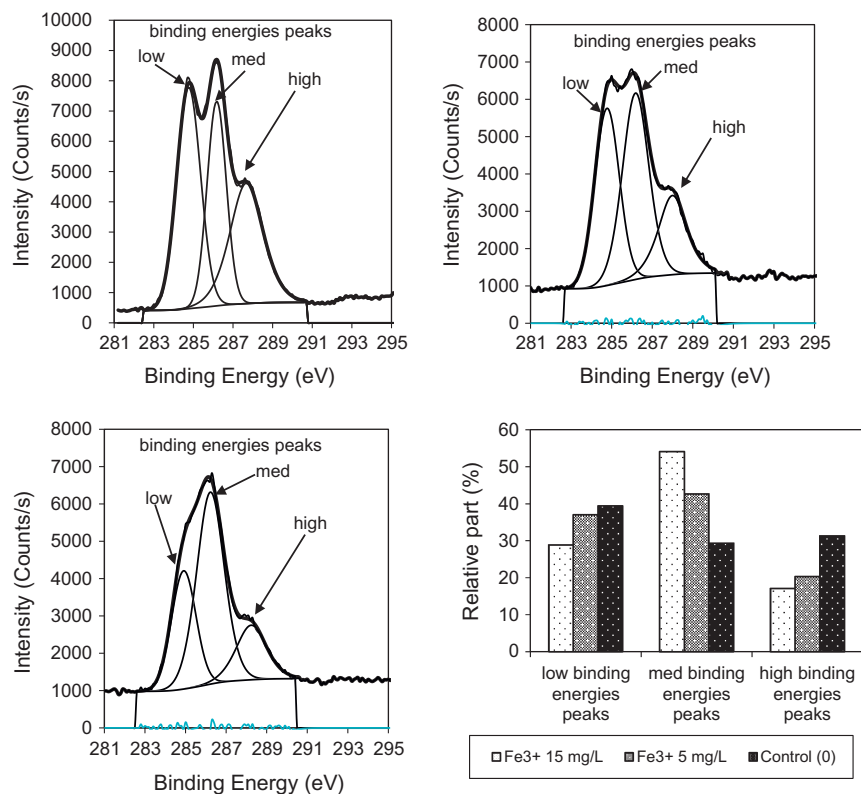 binding energies peaks
low
med
high
10000
9000
8000
7000
6000
5000
4000
3000
2000
1000
0
Intensity (Counts/s)
281 283 285 287 289 291 293 295
Binding Energy (eV)
binding energies peaks
low
med
high
8000
7000
6000
5000
4000
3000
2000
1000
0
Intensity (Counts/s)
281 283 285 287 289 291 293 295
Binding Energy (eV)
binding energies peaks
low
med
high
8000
7000
6000
5000
4000
3000
2000
1000
0
Intensity (Counts/s)
281 283 285 287 289 291 293 295
Binding Energy (eV)
60
50
40
30
20
10
0
Relative part (%)
low binding
energies
peaks
med binding
energies
peaks
high binding
energies
peaks
Fe3+ 15 mg/L Fe3+ 5 mg/L Control (0)